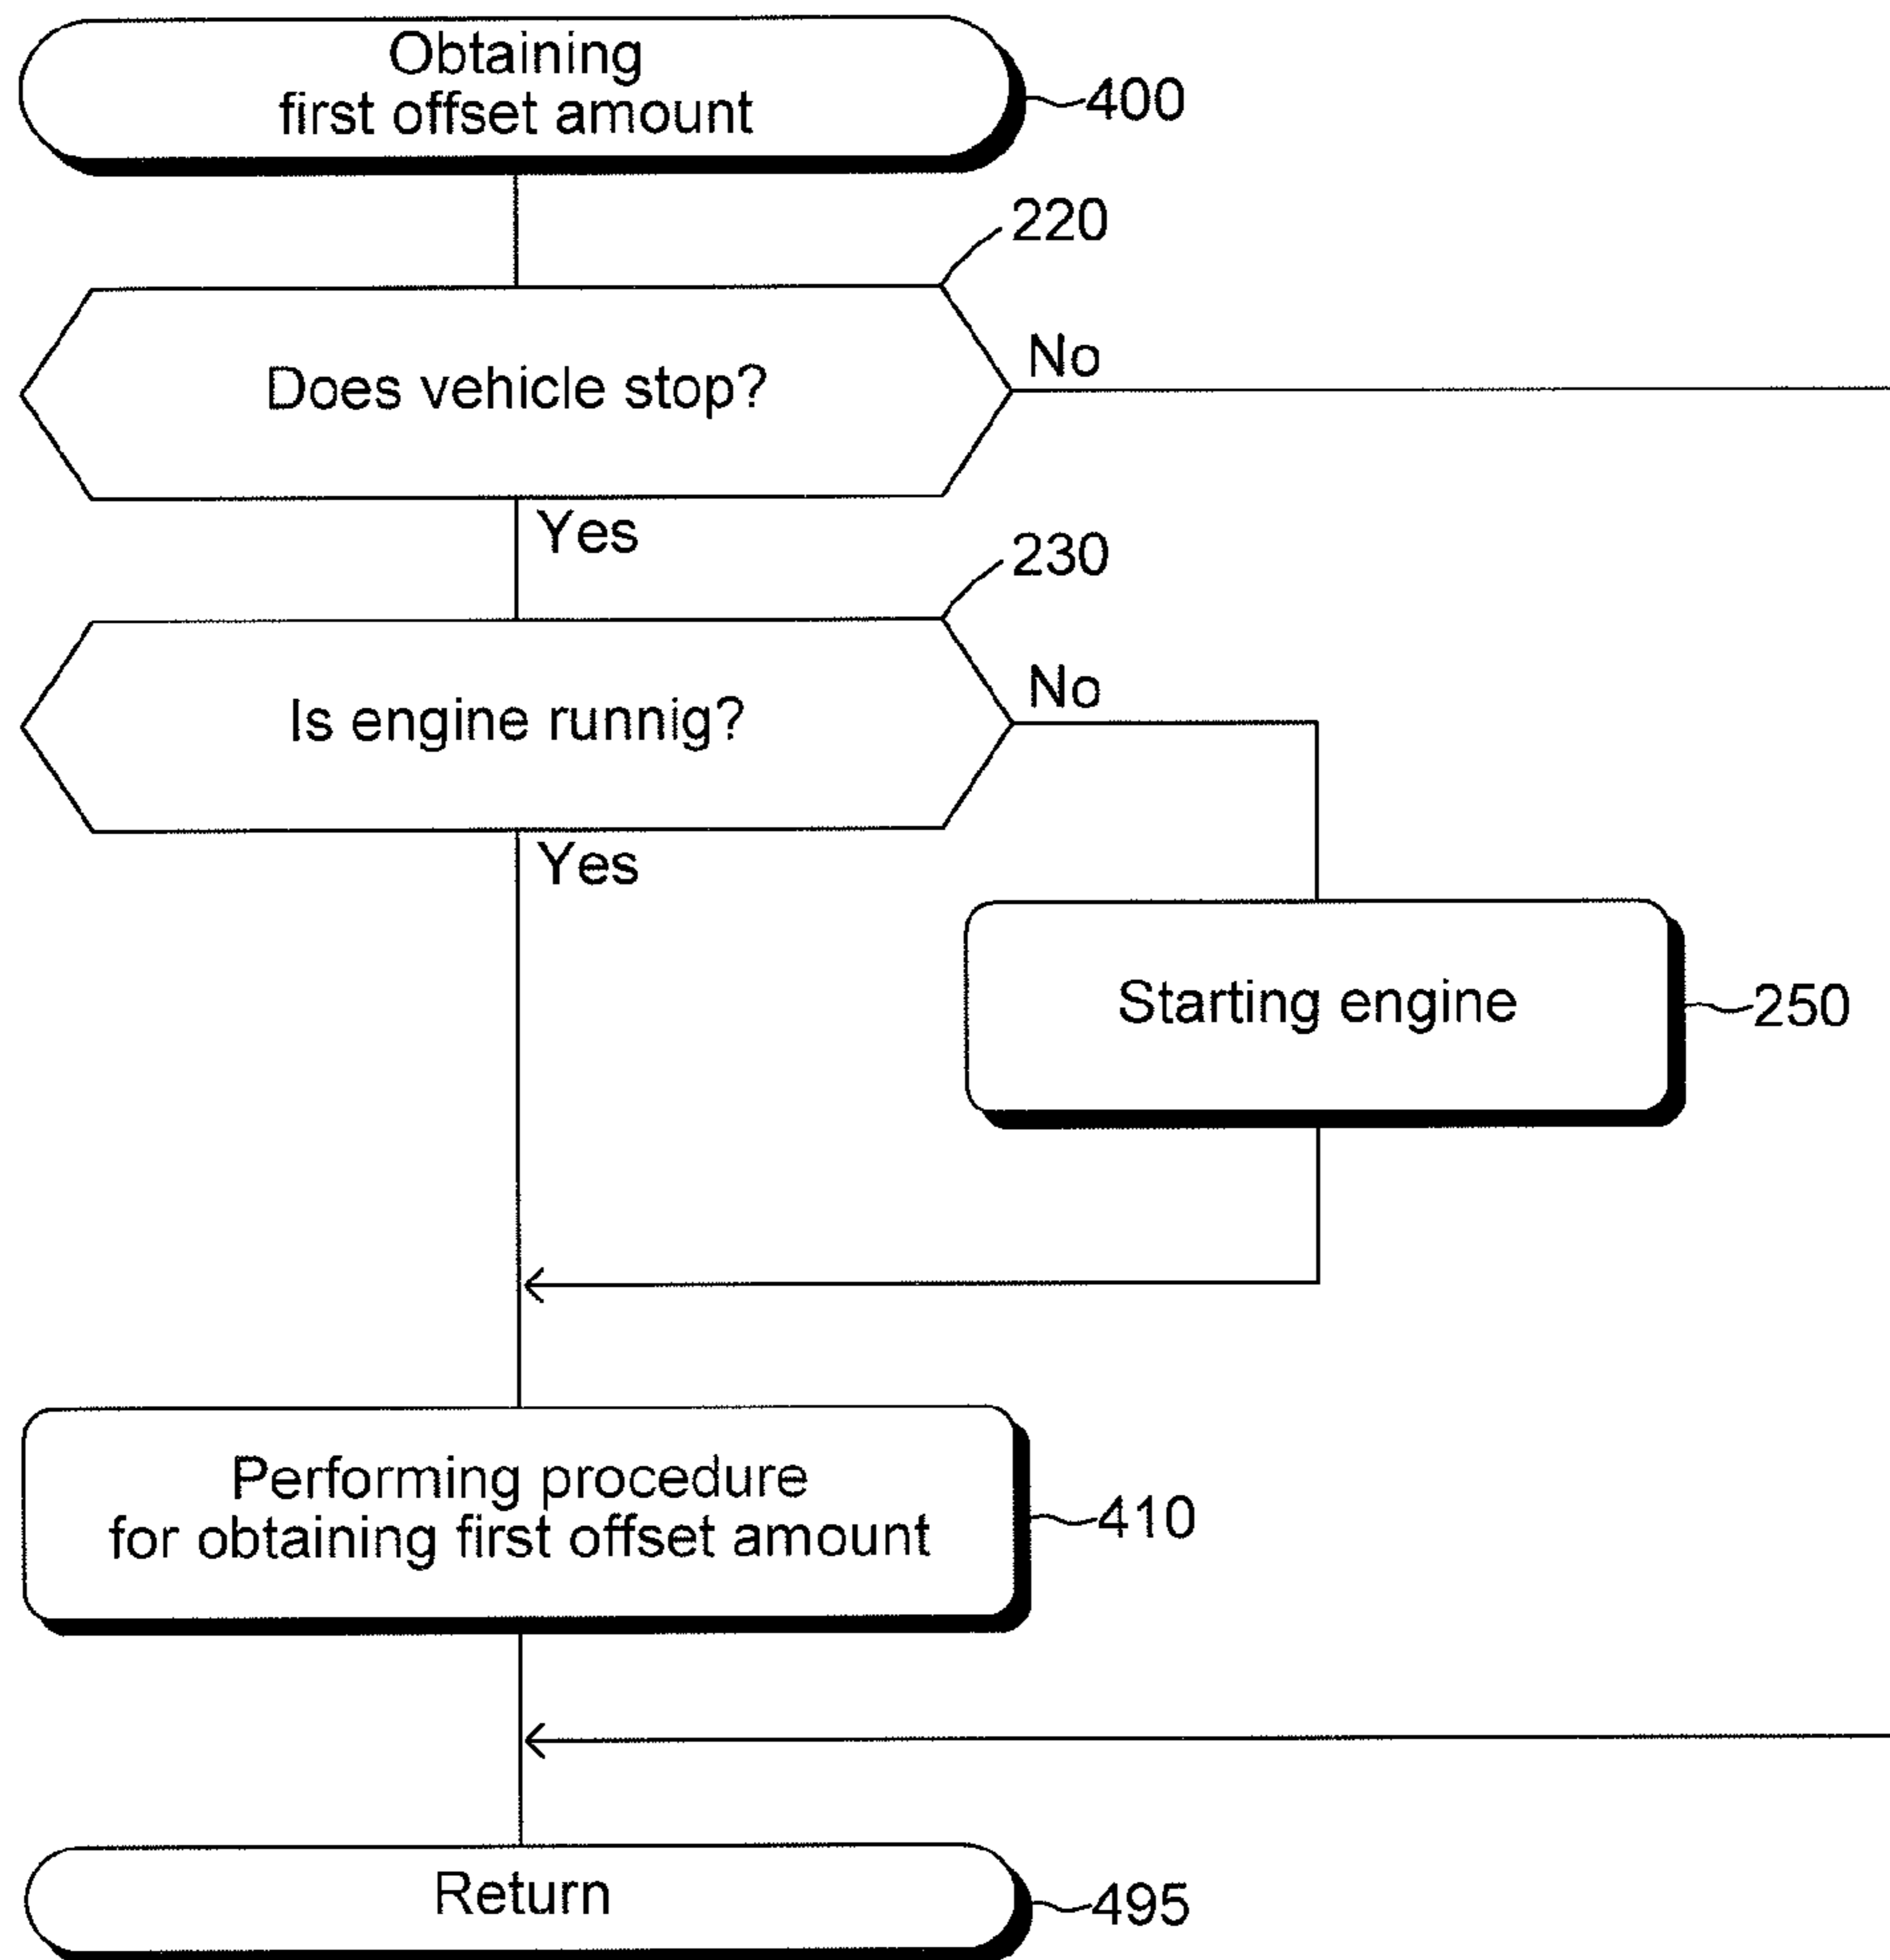 Obtaining
first offset amount
400
220
Does vehicle stop?
No
Yes
230
Is engine runnig?
No
Yes
Starting engine
250
Performing procedure
for obtaining first offset amount
410
Return
495